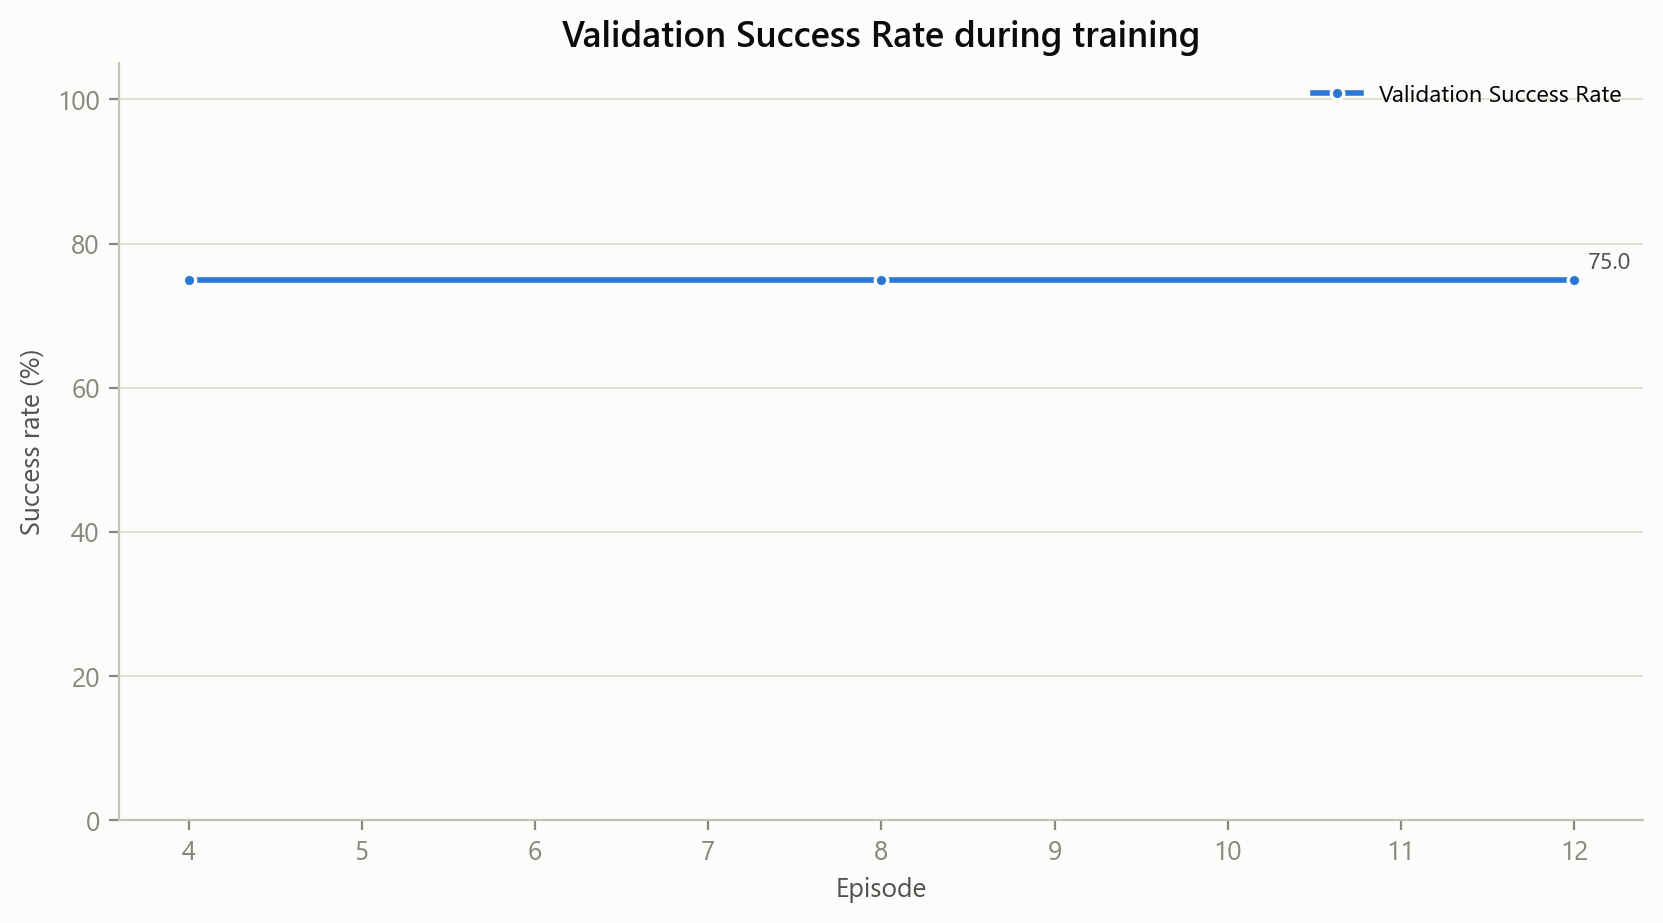 Validation Success Rate during training
Validation Success Rate
100
80
60
40
20
0
75.0
Success rate (%)
4 5 6 7 8 9 10 11 12
Episode